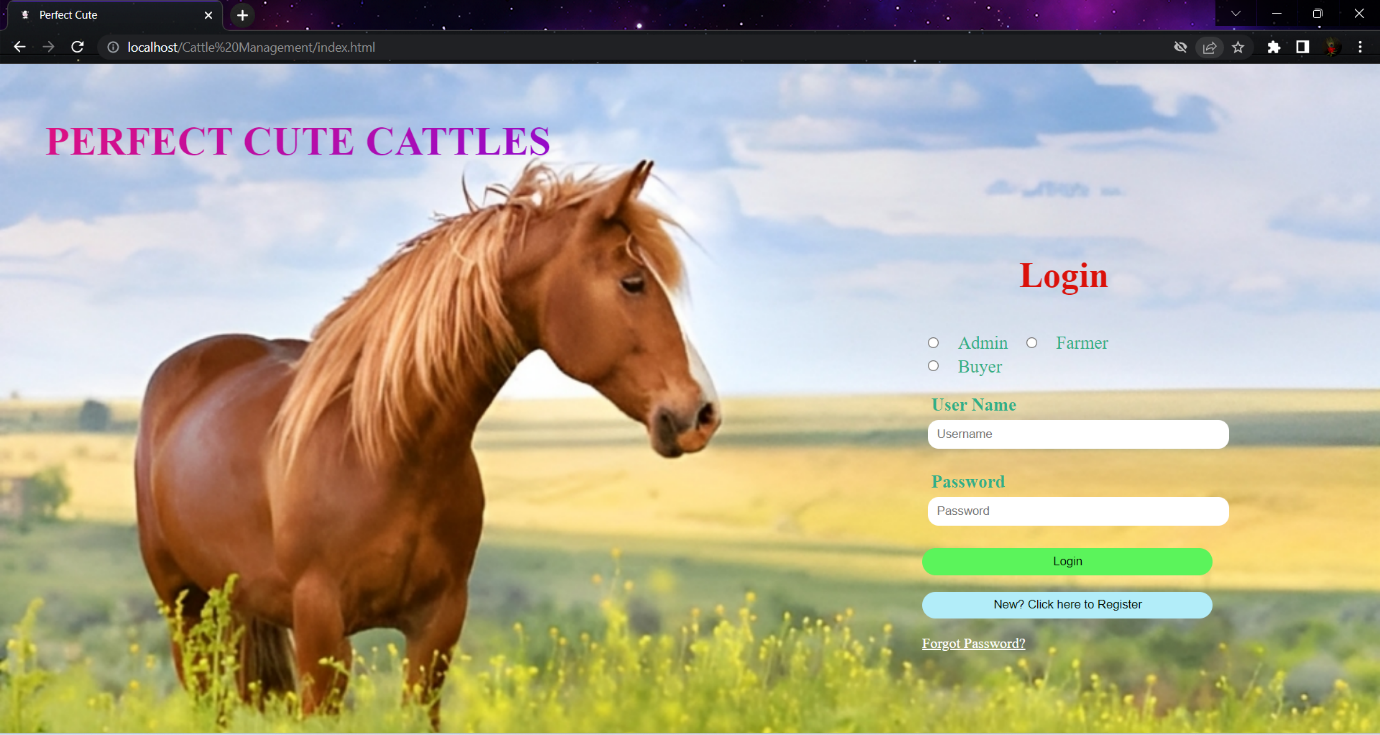 Perfect Cute
localhost/Cattle%20Management/index.html
PERFECT CUTE CATTLES
Login
Admin Farmer
Buyer
User Name
Username
Password
Password
Login
New? Click here to Register
Forgot Password?